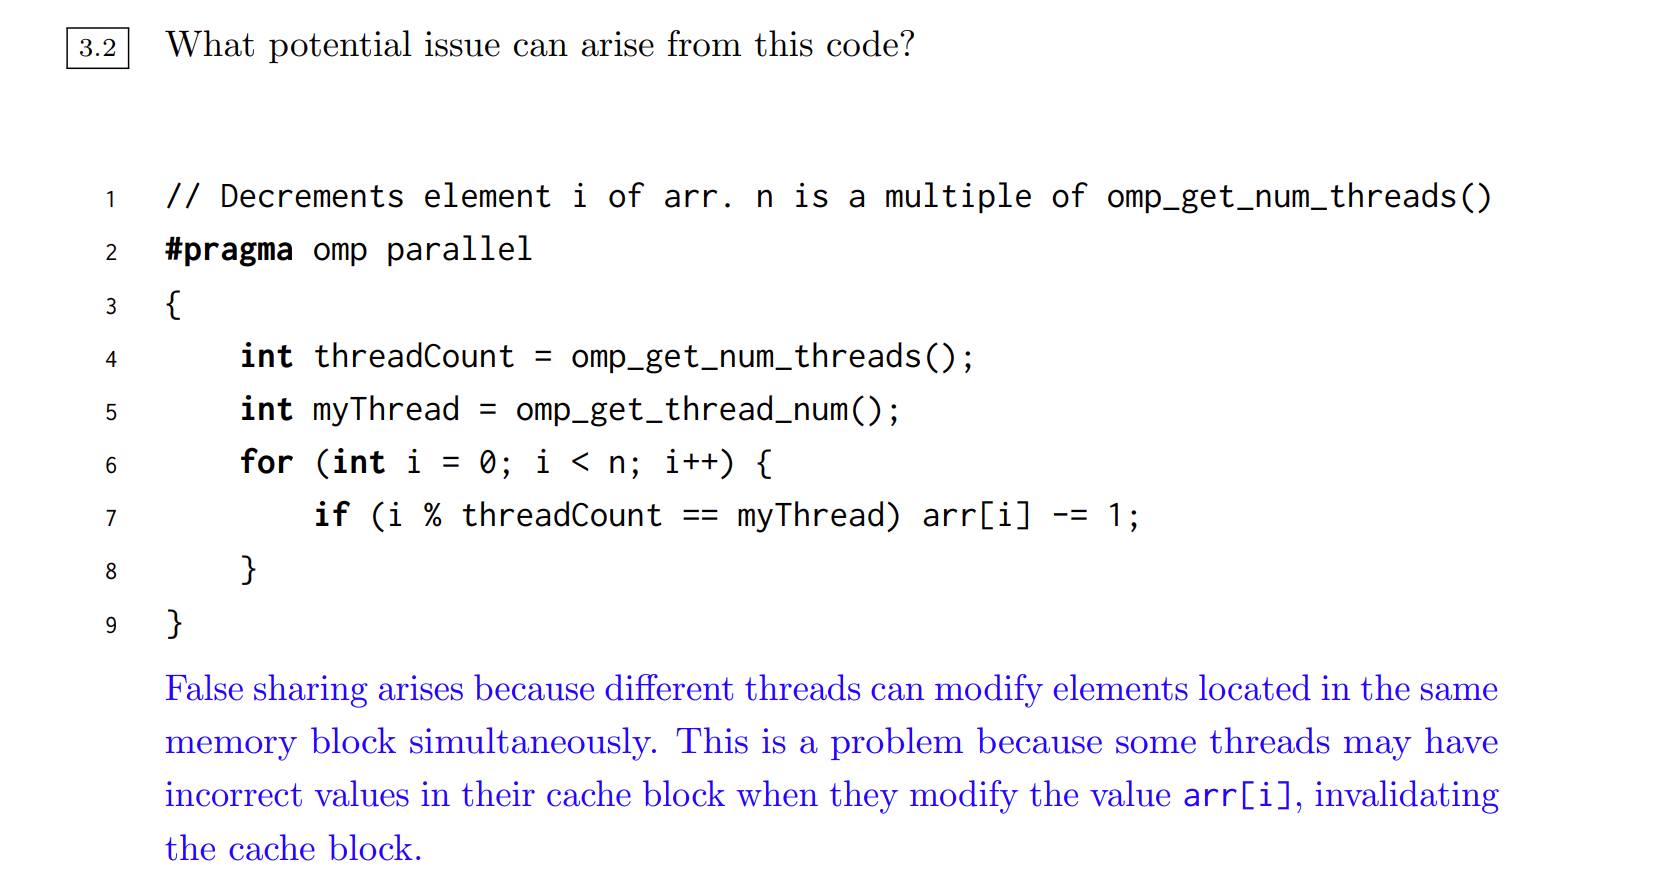 3.2 What potential issue can arise from this code?
1 // Decrements element i of arr. n is a multiple of omp_get_num_threads()
2 #pragma omp parallel
3 {
4 int threadCount = omp_get_num_threads();
5 int myThread = omp_get_thread_num();
6 for (int i = 0; i < n; i++) {
7 if (i % threadCount == myThread) arr[i] -= 1;
8 }
9 }
False sharing arises because different threads can modify elements located in the same
memory block simultaneously. This is a problem because some threads may have
incorrect values in their cache block when they modify the value arr[i], invalidating
the cache block.